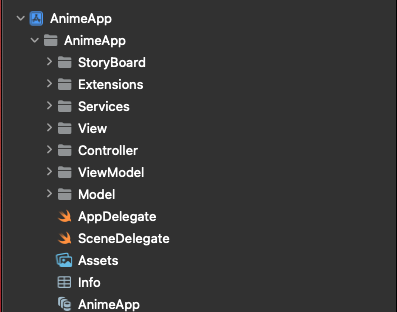 AnimeApp
AnimeApp
StoryBoard
Extensions
Services
View
Controller
ViewModel
Model
AppDelegate
SceneDelegate
Assets
Info
AnimeApp